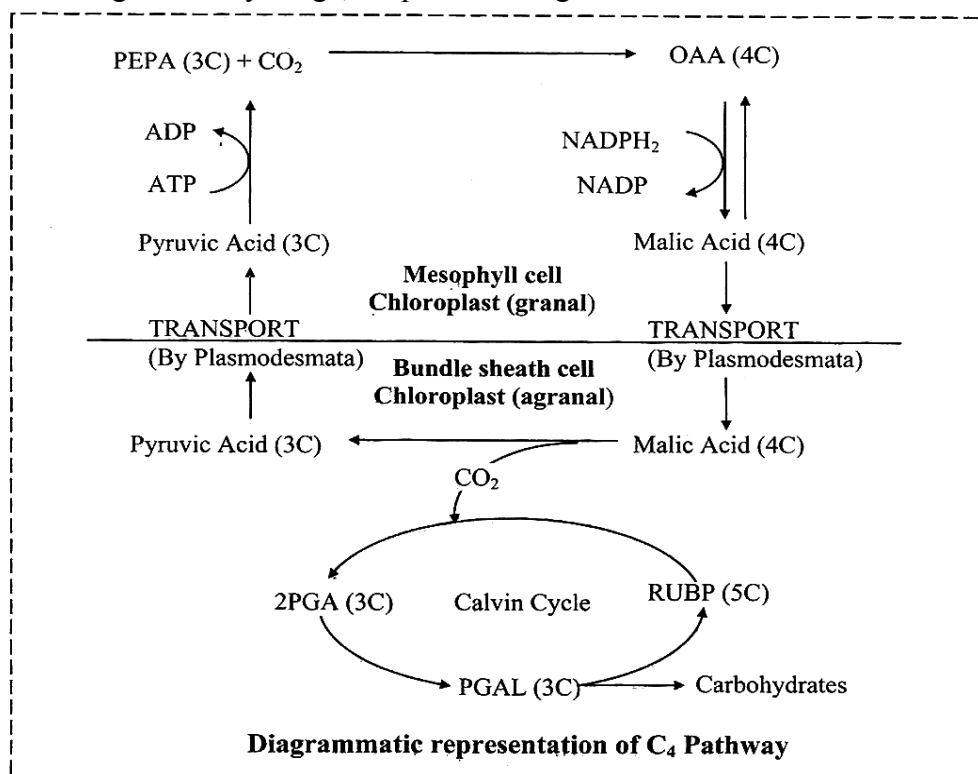 PEPA (3C) + CO₂
OAA (4C)
ADP
ATP
NADPH₂
NADP
Pyruvic Acid (3C)
Malic Acid (4C)
Mesophyll cell
Chloroplast (granal)
TRANSPORT
(By Plasmodesmata)
TRANSPORT
(By Plasmodesmata)
Bundle sheath cell
Chloroplast (agranal)
Pyruvic Acid (3C)
Malic Acid (4C)
CO₂
2PGA (3C)
Calvin Cycle
RUBP (5C)
PGAL (3C)
Carbohydrates
Diagrammatic representation of C₄ Pathway